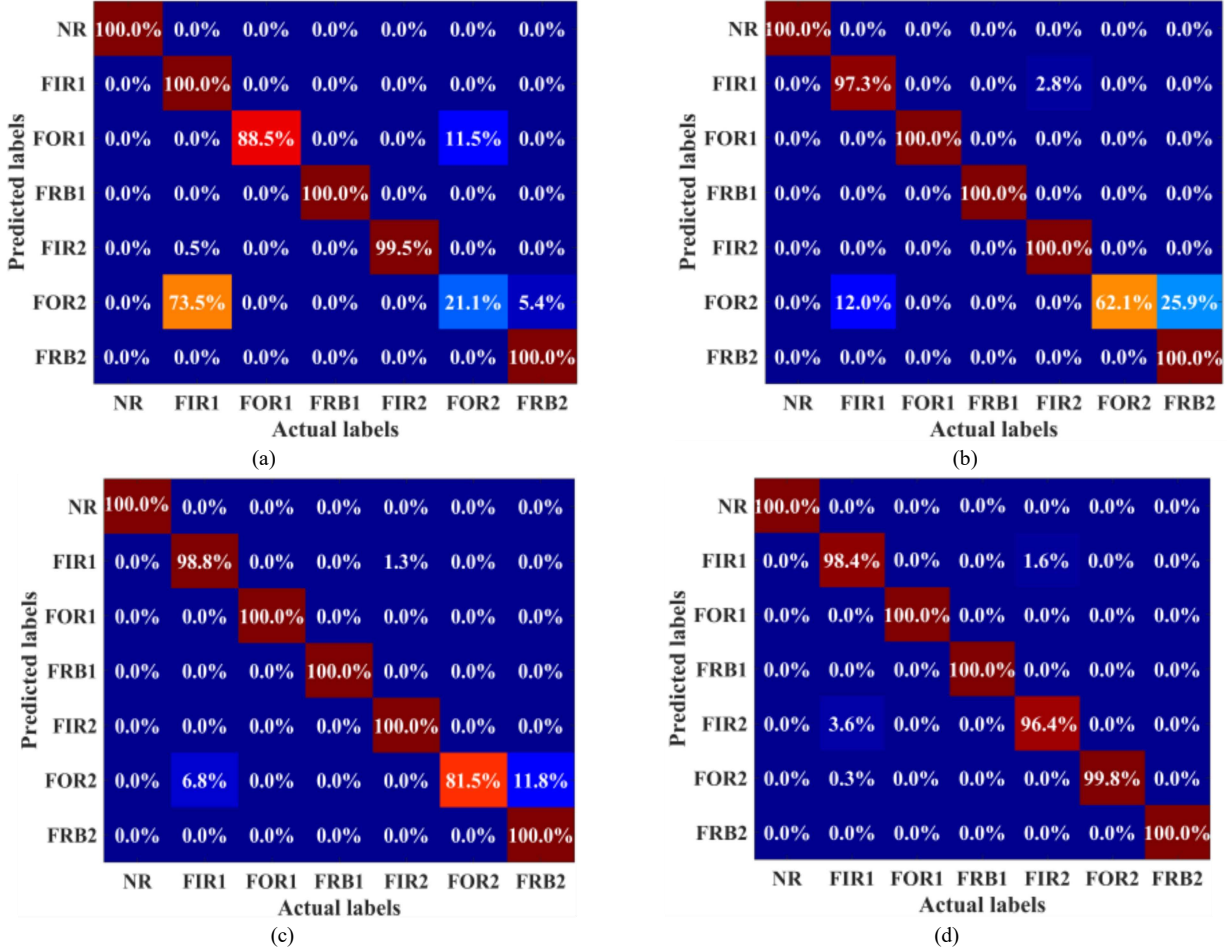 NR 100.0% 0.0% 0.0% 0.0% 0.0% 0.0% 0.0%
FIR1 0.0% 100.0% 0.0% 0.0% 0.0% 0.0% 0.0%
FOR1 0.0% 0.0% 88.5% 0.0% 0.0% 11.5% 0.0%
FRB1 0.0% 0.0% 0.0% 100.0% 0.0% 0.0% 0.0%
FIR2 0.0% 0.5% 0.0% 0.0% 99.5% 0.0% 0.0%
FOR2 0.0% 73.5% 0.0% 0.0% 0.0% 21.1% 5.4%
FRB2 0.0% 0.0% 0.0% 0.0% 0.0% 0.0% 100.0%
NR FIR1 FOR1 FRB1 FIR2 FOR2 FRB2
Predicted labels
Actual labels
(a)
NR 100.0% 0.0% 0.0% 0.0% 0.0% 0.0% 0.0%
FIR1 0.0% 97.3% 0.0% 0.0% 2.8% 0.0% 0.0%
FOR1 0.0% 0.0% 100.0% 0.0% 0.0% 0.0% 0.0%
FRB1 0.0% 0.0% 0.0% 100.0% 0.0% 0.0% 0.0%
FIR2 0.0% 0.0% 0.0% 0.0% 100.0% 0.0% 0.0%
FOR2 0.0% 12.0% 0.0% 0.0% 0.0% 62.1% 25.9%
FRB2 0.0% 0.0% 0.0% 0.0% 0.0% 0.0% 100.0%
NR FIR1 FOR1 FRB1 FIR2 FOR2 FRB2
Predicted labels
Actual labels
(b)
NR 100.0% 0.0% 0.0% 0.0% 0.0% 0.0% 0.0%
FIR1 0.0% 98.8% 0.0% 0.0% 1.3% 0.0% 0.0%
FOR1 0.0% 0.0% 100.0% 0.0% 0.0% 0.0% 0.0%
FRB1 0.0% 0.0% 0.0% 100.0% 0.0% 0.0% 0.0%
FIR2 0.0% 0.0% 0.0% 0.0% 100.0% 0.0% 0.0%
FOR2 0.0% 6.8% 0.0% 0.0% 0.0% 81.5% 11.8%
FRB2 0.0% 0.0% 0.0% 0.0% 0.0% 0.0% 100.0%
NR FIR1 FOR1 FRB1 FIR2 FOR2 FRB2
Predicted labels
Actual labels
(c)
NR 100.0% 0.0% 0.0% 0.0% 0.0% 0.0% 0.0%
FIR1 0.0% 98.4% 0.0% 0.0% 1.6% 0.0% 0.0%
FOR1 0.0% 0.0% 100.0% 0.0% 0.0% 0.0% 0.0%
FRB1 0.0% 0.0% 0.0% 100.0% 0.0% 0.0% 0.0%
FIR2 0.0% 3.6% 0.0% 0.0% 96.4% 0.0% 0.0%
FOR2 0.0% 0.3% 0.0% 0.0% 0.0% 99.8% 0.0%
FRB2 0.0% 0.0% 0.0% 0.0% 0.0% 0.0% 100.0%
NR FIR1 FOR1 FRB1 FIR2 FOR2 FRB2
Predicted labels
Actual labels
(d)